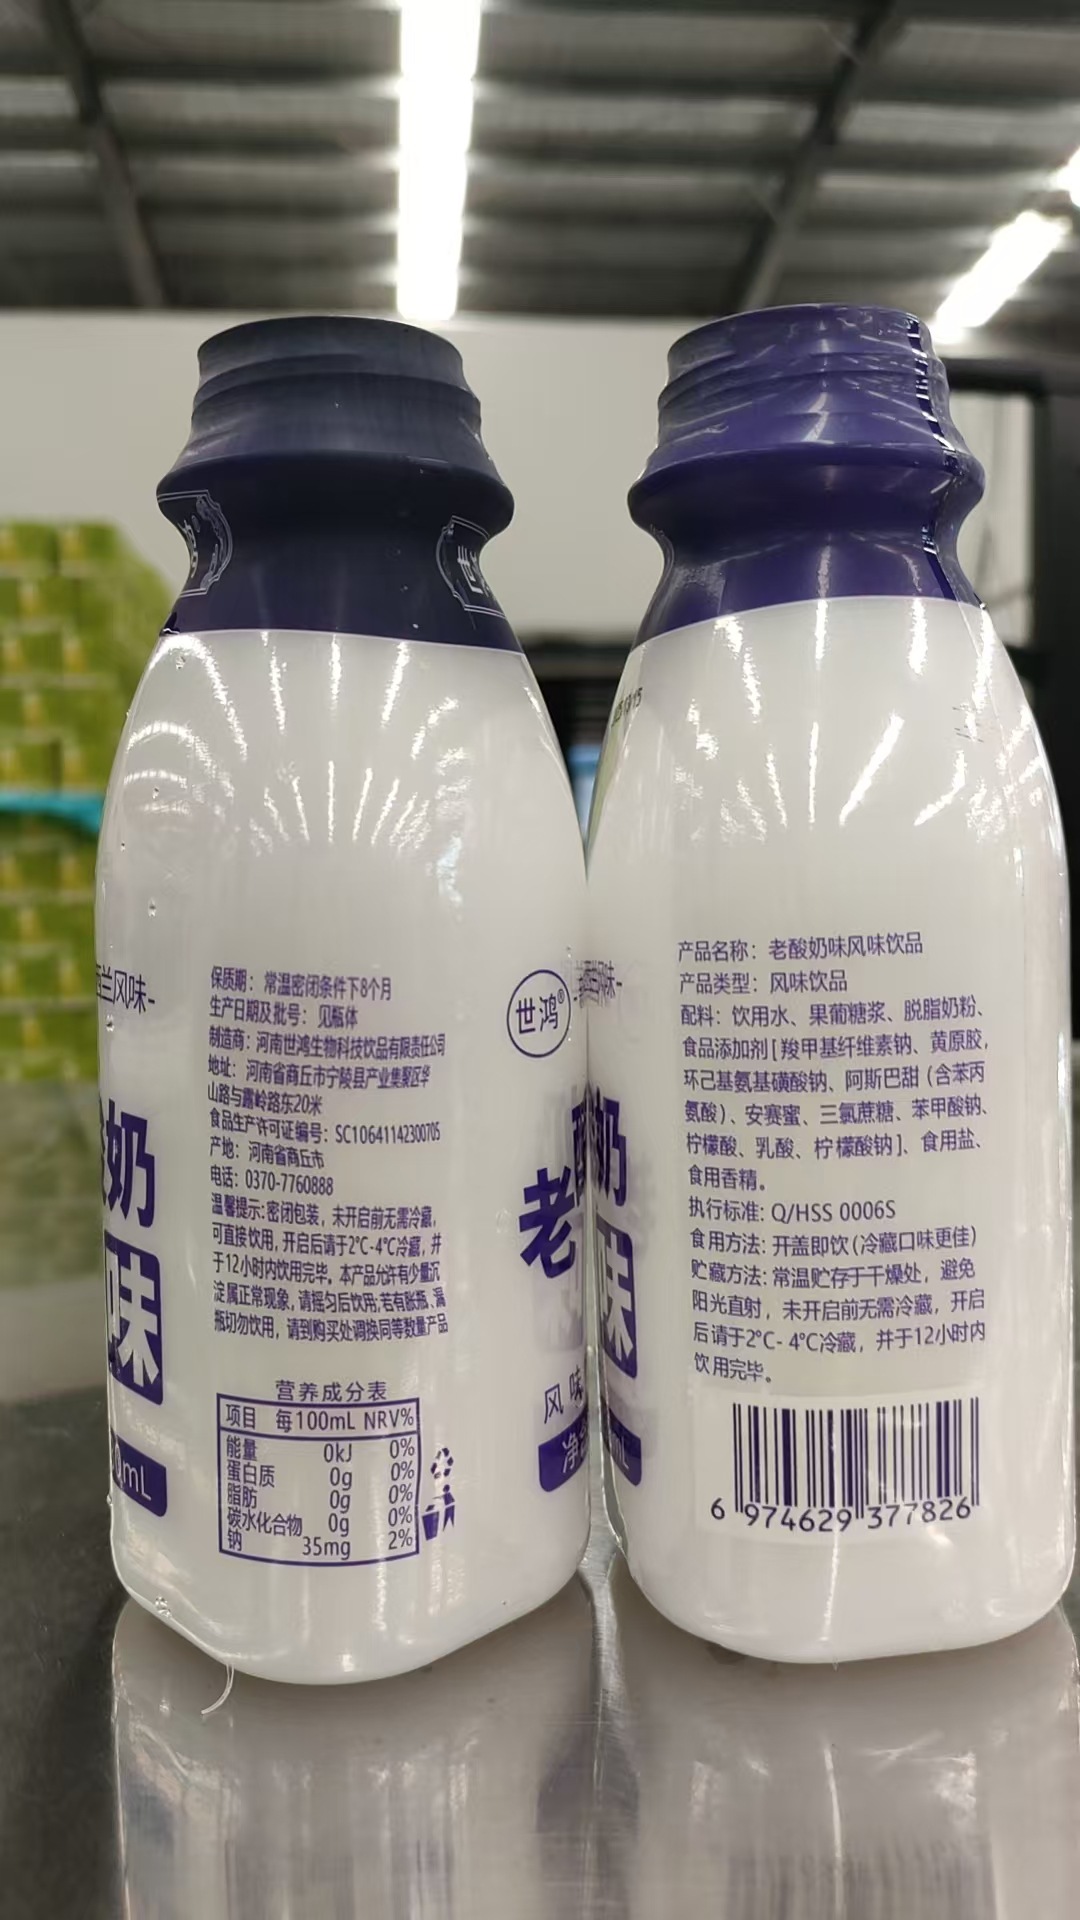 西兰风味-
保质期：常温密闭条件下8个月
生产日期及批号：见瓶体
制造商：河南世鸿生物科技饮品有限责任公司
地址：河南省商丘市宁陵县产业集聚区华
山路与露岭路东20米
食品生产许可证编号：SC10641142300705
产地：河南省商丘市
电话：0370-7760888
温馨提示:密闭包装，未开启前无需冷藏，
可直接饮用，开启后请于2°C-4°C冷藏，并
于12小时内饮用完毕。本产品允许有少量沉
淀属正常现象，请摇匀后饮用;若有胀瓶、漏
瓶切勿饮用，请到购买处调换同等数量产品
营养成分表
项目 每100mL NRV%
能量 0kJ 0%
蛋白质 0g 0%
脂肪 0g 0%
碳水化合物 0g 0%
钠 35mg 2%
奶
味
mL
世鸿®
老
风味
净
奶
味
mL
产品名称：老酸奶味风味饮品
产品类型：风味饮品
配料：饮用水、果葡糖浆、脱脂奶粉、
食品添加剂[羧甲基纤维素钠、黄原胶，
环己基氨基磺酸钠、阿斯巴甜（含苯丙
氨酸）、安赛蜜、三氯蔗糖、苯甲酸钠、
柠檬酸、乳酸、柠檬酸钠]、食用盐、
食用香精。
执行标准: Q/HSS 0006S
食用方法：开盖即饮（冷藏口味更佳）
贮藏方法：常温贮存于干燥处，避免
阳光直射，未开启前无需冷藏，开启
后请于2°C- 4°C冷藏，并于12小时内
饮用完毕。
6 974629 377826